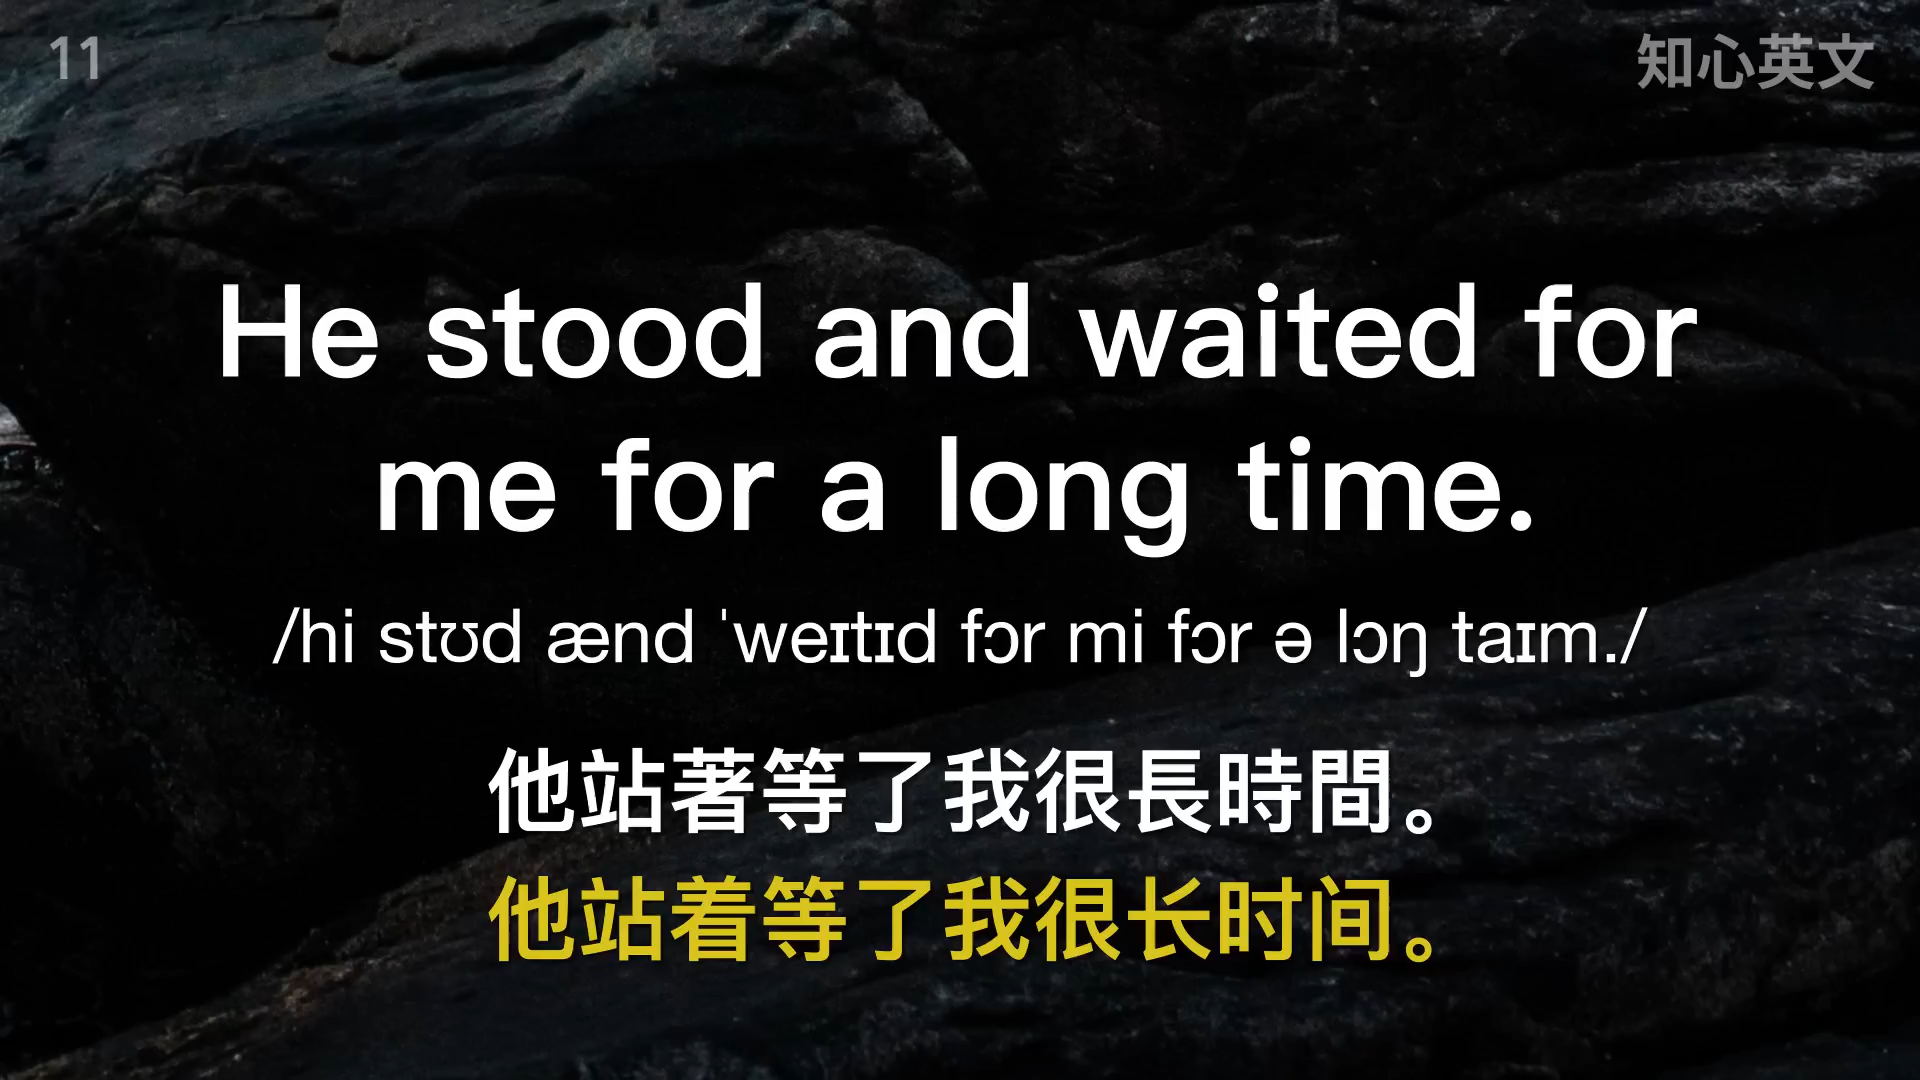 11
知心英文
He stood and waited for
me for a long time.
/hi stʊd ænd ˈweɪtɪd fɔr mi fɔr ə lɔŋ taɪm./
他站著等了我很長時間。
他站着等了我很长时间。